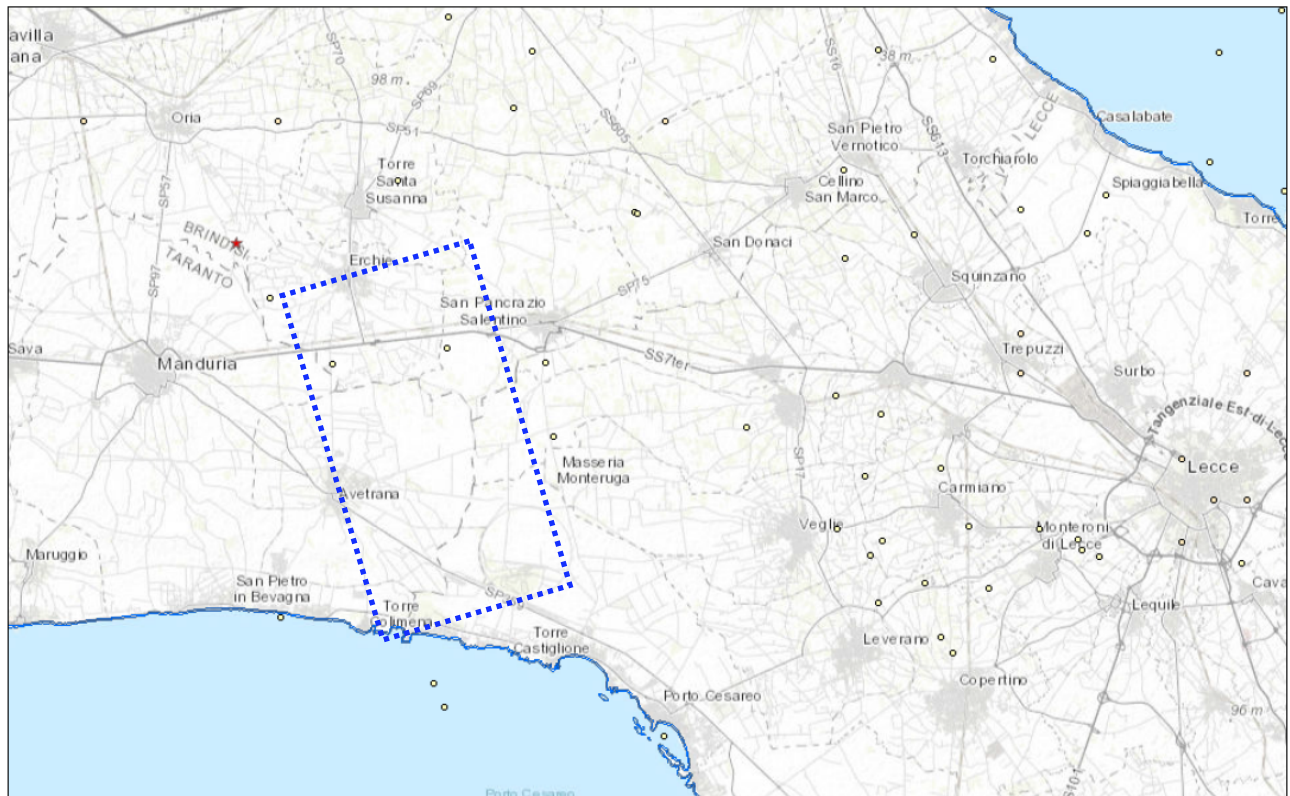 avilla
ana
SP70
98 m
SP69
SS16
38 m
Oria
SP51
SS605
San Pietro
Vernotico
SS613
LECCE
Casalabate
Torre
Santa
Susanna
Torchiarolo
SP57
Cellino
San Marco
Spiaggiabella
Torre
BRINDISI
TARANTO
San Donaci
Erchie
SP97
SP75
Squinzano
San Pancrazio
Salentino
Sava
Manduria
SS7ter
Trepuzzi
Surbo
Tangenziale Est-di-Lecce
Lecce
Masseria
Monteruga
SP17
Avetrana
Carmiano
Veglie
Monteroni
di Lecce
Maruggio
San Pietro
in Bevagna
Cava
Torre
Colimena
Lequile
Torre
Castiglione
Leverano
Copertino
Porto Cesareo
96 m
SS101
Porto Cesareo